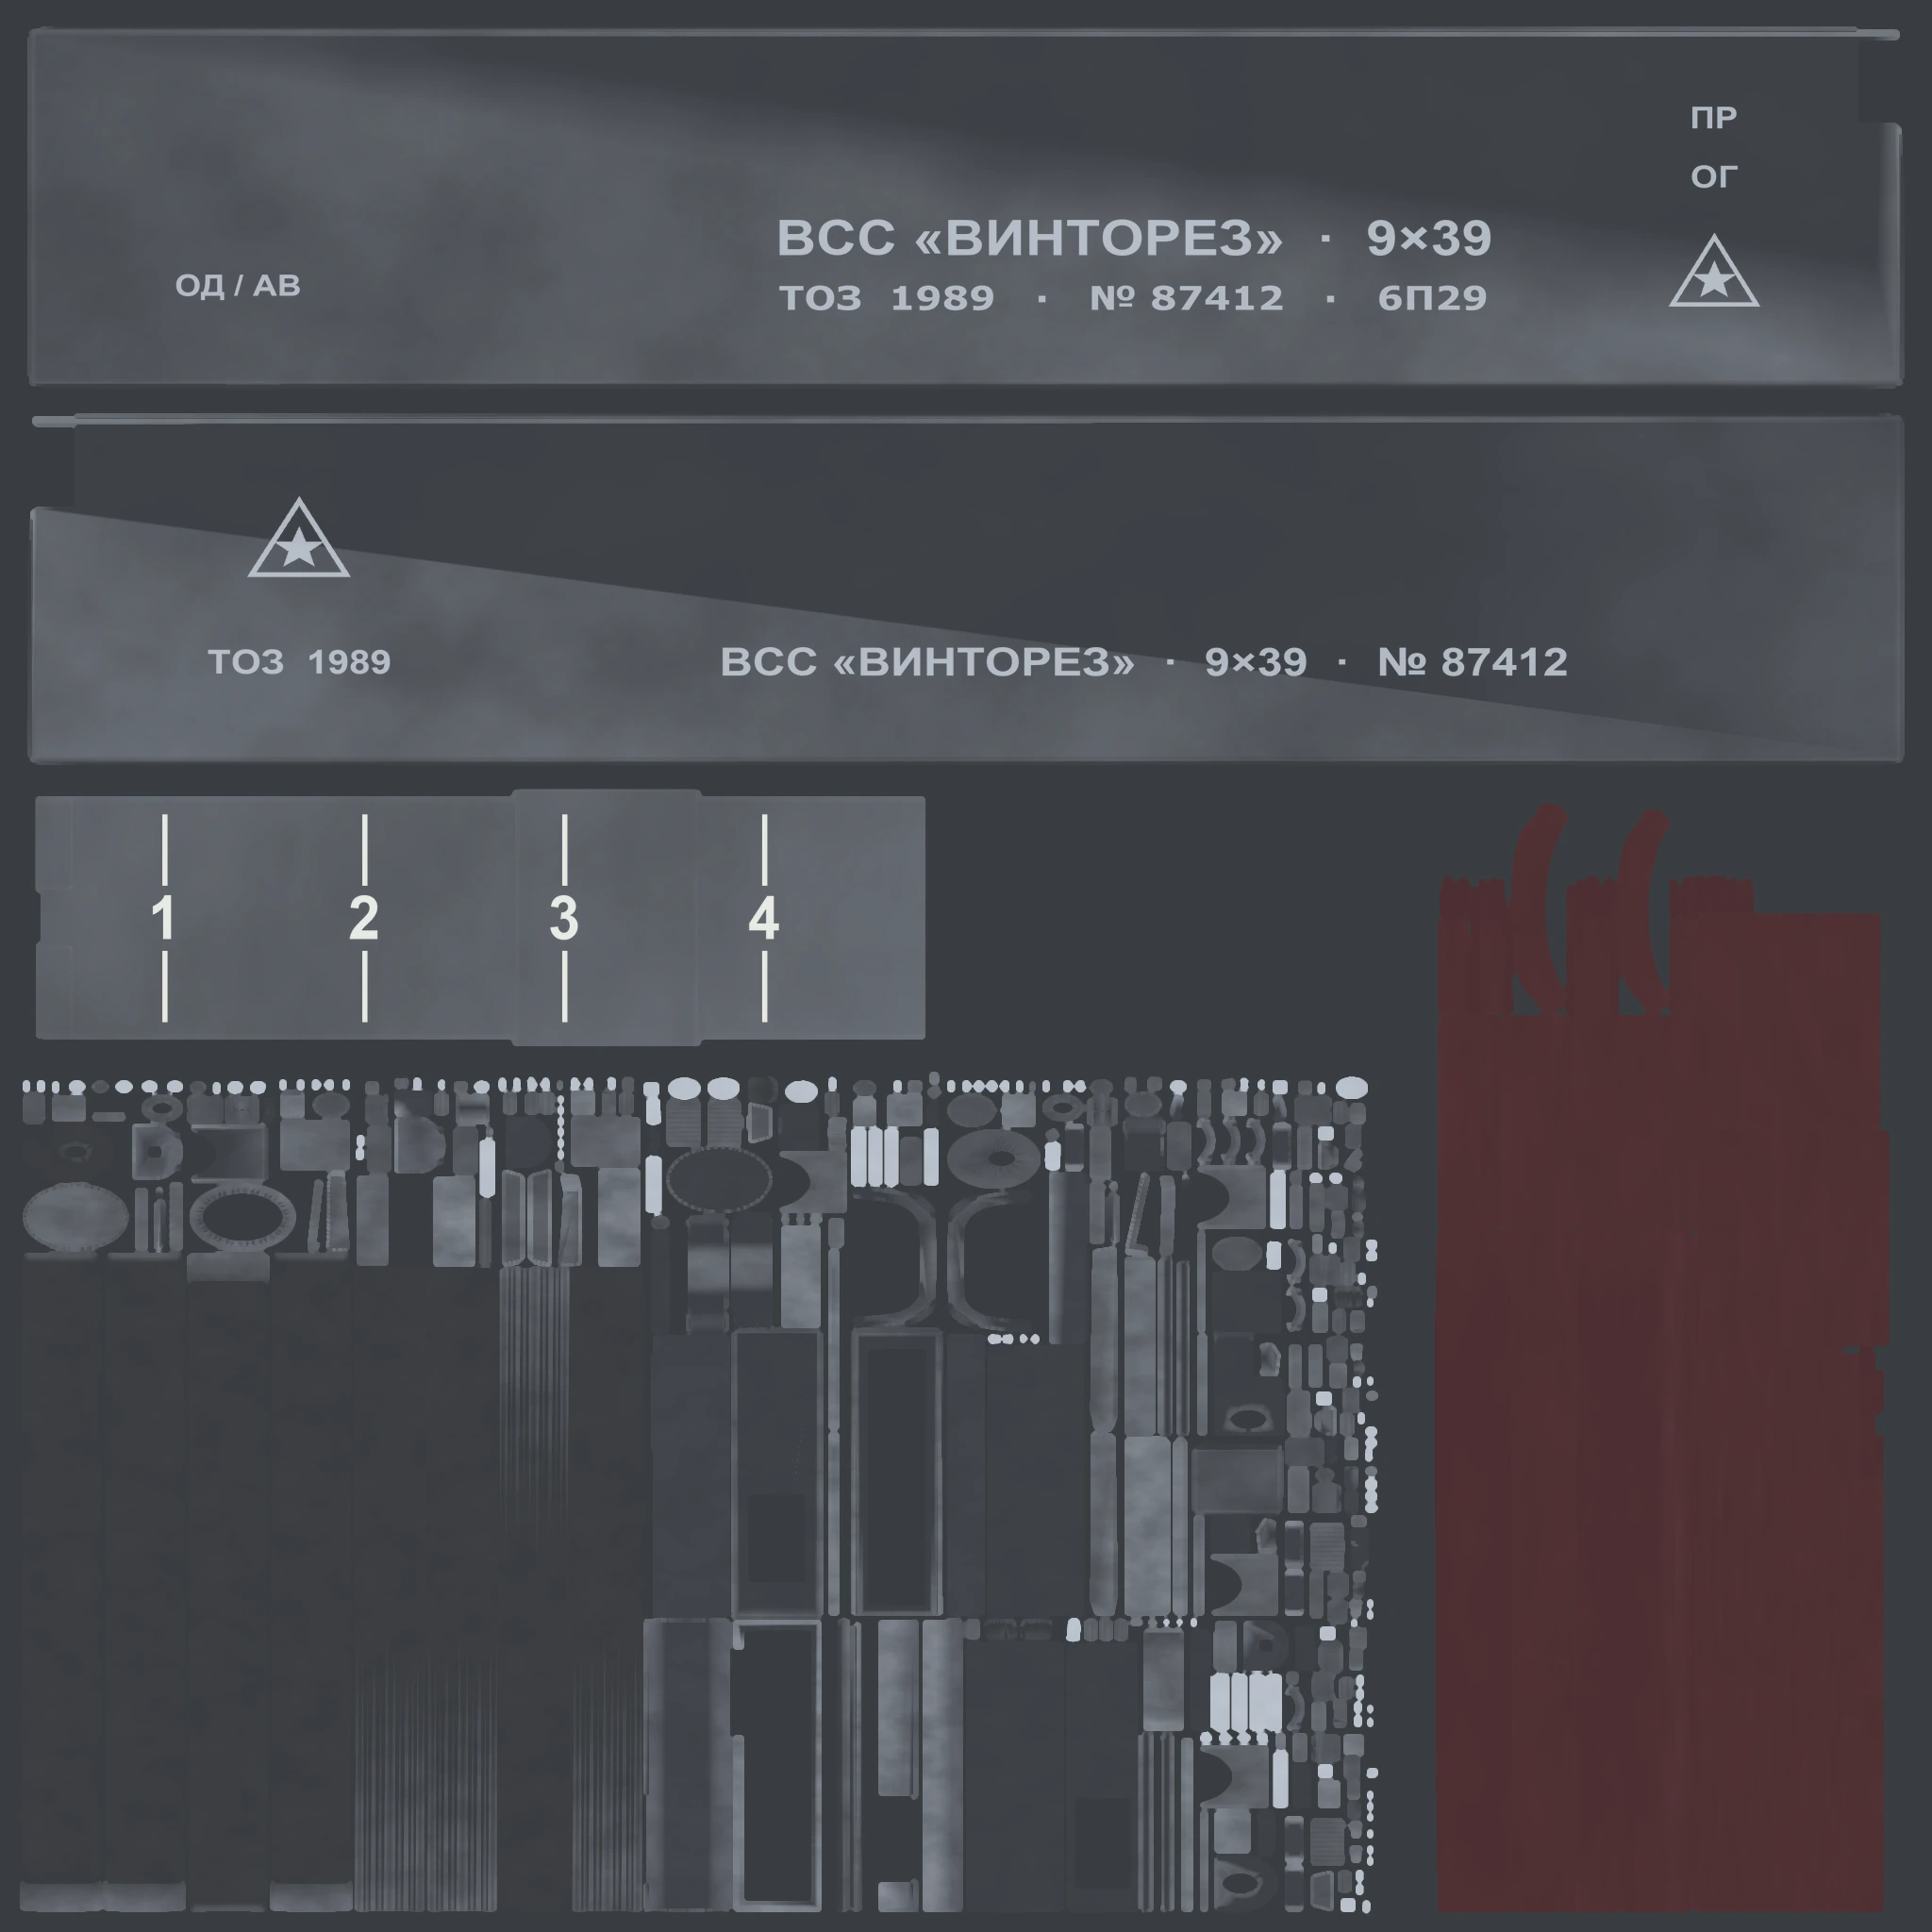 ПР
ОГ
ВСС «ВИНТОРЕЗ» · 9×39
ОД / АВ
ТОЗ 1989 · № 87412 · 6П29
ТОЗ 1989
ВСС «ВИНТОРЕЗ» · 9×39 · № 87412
1 2 3 4